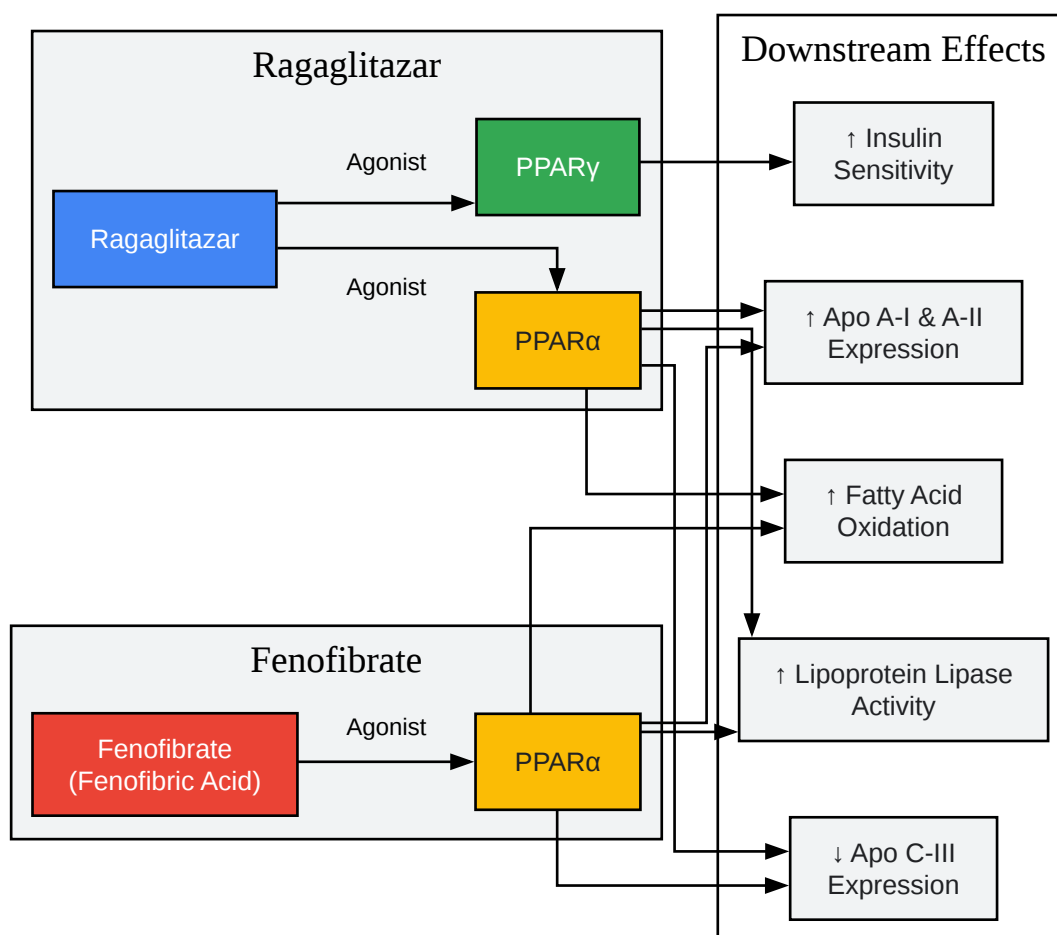 Ragaglitazar
Agonist
PPARγ
Ragaglitazar
Agonist
PPARα
Fenofibrate
Agonist
Fenofibrate
(Fenofibric Acid)
PPARα
Downstream Effects
↑ Insulin
Sensitivity
↑ Apo A-I & A-II
Expression
↑ Fatty Acid
Oxidation
↑ Lipoprotein Lipase
Activity
↓ Apo C-III
Expression